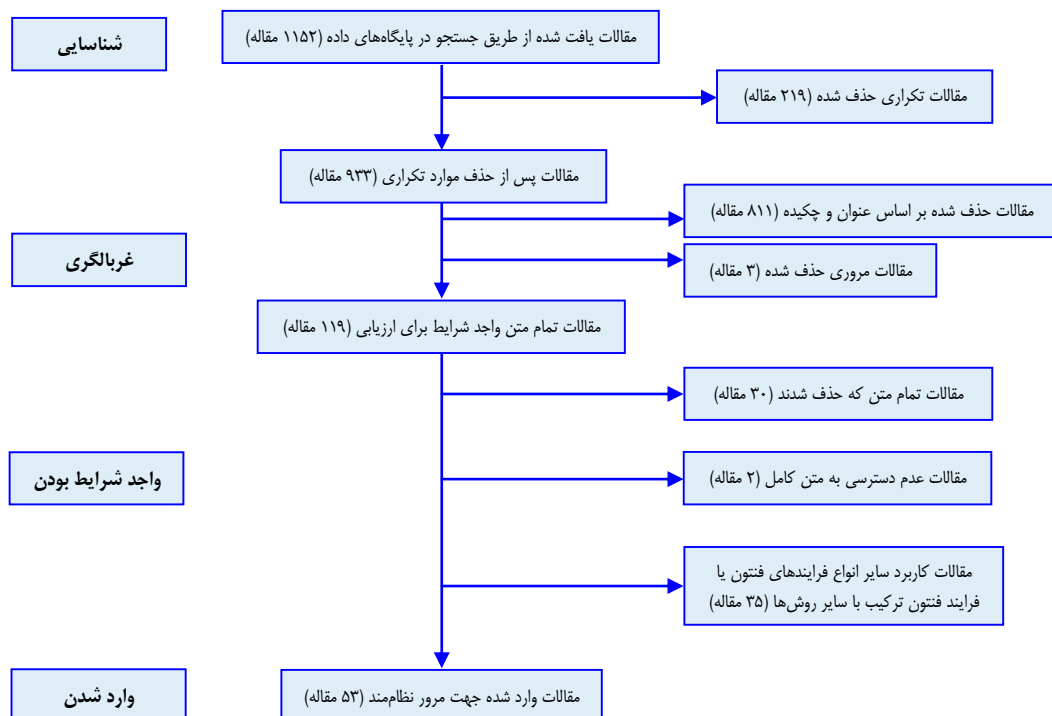 شناسایی
مقالات یافت شده از طریق جستجو در پایگاه‌های داده (۱۱۵۲ مقاله)
مقالات تکراری حذف شده (۲۱۹ مقاله)
مقالات پس از حذف موارد تکراری (۹۳۳ مقاله)
مقالات حذف شده بر اساس عنوان و چکیده (۸۱۱ مقاله)
غربالگری
مقالات مروری حذف شده (۳ مقاله)
مقالات تمام متن واجد شرایط برای ارزیابی (۱۱۹ مقاله)
مقالات تمام متن که حذف شدند (۳۰ مقاله)
واجد شرایط بودن
مقالات عدم دسترسی به متن کامل (۲ مقاله)
مقالات کاربرد سایر انواع فرایندهای فنتون یا
فرایند فنتون ترکیب با سایر روش‌ها (۳۵ مقاله)
وارد شدن
مقالات وارد شده جهت مرور نظام‌مند (۵۳ مقاله)